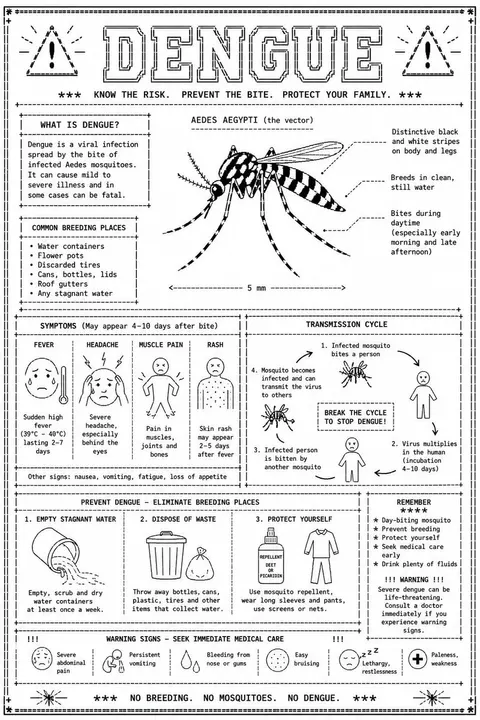 DENGUE
*** KNOW THE RISK. PREVENT THE BITE. PROTECT YOUR FAMILY. ***
WHAT IS DENGUE?
Dengue is a viral infection
spread by the bite of
infected Aedes mosquitoes.
It can cause mild to
severe illness and in
some cases can be fatal.
COMMON BREEDING PLACES
• Water containers
• Flower pots
• Discarded tires
• Cans, bottles, lids
• Roof gutters
• Any stagnant water
AEDES AEGYPTI (the vector)
Distinctive black
and white stripes
on body and legs
Breeds in clean,
still water
Bites during
daytime
(especially early
morning and late
afternoon)
5 mm
SYMPTOMS (May appear 4-10 days after bite)
FEVER
Sudden high
fever
(39°C - 40°C)
lasting 2-7
days
HEADACHE
Severe
headache,
especially
behind the
eyes
MUSCLE PAIN
Pain in
muscles,
joints and
bones
RASH
Skin rash
may appear
2-5 days
after fever
Other signs: nausea, vomiting, fatigue, loss of appetite
TRANSMISSION CYCLE
1. Infected mosquito
bites a person
2. Virus multiplies
in the human
(incubation
4-10 days)
3. Infected person
is bitten by
another mosquito
4. Mosquito becomes
infected and can
transmit the virus
to others
BREAK THE CYCLE
TO STOP DENGUE!
PREVENT DENGUE - ELIMINATE BREEDING PLACES
1. EMPTY STAGNANT WATER
Empty, scrub and dry
water containers
at least once a week.
2. DISPOSE OF WASTE
Throw away bottles, cans,
plastic, tires and other
items that collect water.
3. PROTECT YOURSELF
REPELLENT
DEET
OR
PICARIDIN
Use mosquito repellent,
wear long sleeves and pants,
use screens or nets.
REMEMBER
****
* Day-biting mosquito
* Prevent breeding
* Protect yourself
* Seek medical care
early
* Drink plenty of fluids
!!! WARNING !!!
Severe dengue can be
life-threatening.
Consult a doctor
immediately if you
experience warning
signs.
!!! WARNING SIGNS - SEEK IMMEDIATE MEDICAL CARE !!!
Severe
abdominal
pain
Persistent
vomiting
Bleeding from
nose or gums
Easy
bruising
z z z
Lethargy,
restlessness
Paleness,
weakness
*** NO BREEDING. NO MOSQUITOES. NO DENGUE. ***